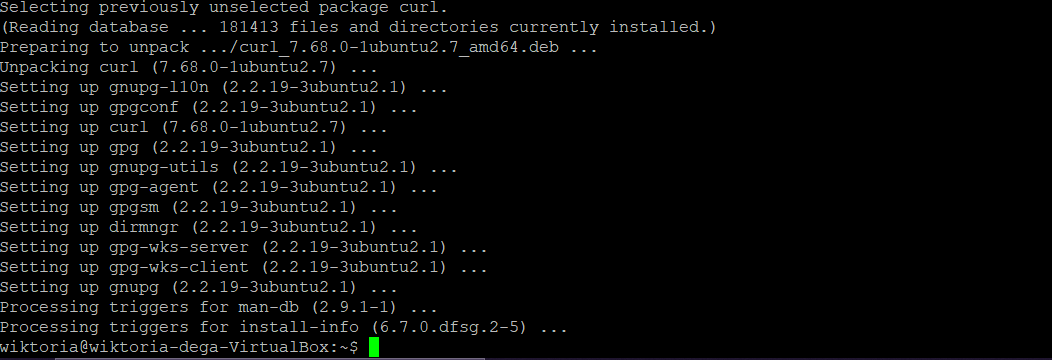 Selecting previously unselected package curl.
(Reading database ... 181413 files and directories currently installed.)
Preparing to unpack .../curl_7.68.0-1ubuntu2.7_amd64.deb ...
Unpacking curl (7.68.0-1ubuntu2.7) ...
Setting up gnupg-l10n (2.2.19-3ubuntu2.1) ...
Setting up gpgconf (2.2.19-3ubuntu2.1) ...
Setting up curl (7.68.0-1ubuntu2.7) ...
Setting up gpg (2.2.19-3ubuntu2.1) ...
Setting up gnupg-utils (2.2.19-3ubuntu2.1) ...
Setting up gpg-agent (2.2.19-3ubuntu2.1) ...
Setting up gpgsm (2.2.19-3ubuntu2.1) ...
Setting up dirmngr (2.2.19-3ubuntu2.1) ...
Setting up gpg-wks-server (2.2.19-3ubuntu2.1) ...
Setting up gpg-wks-client (2.2.19-3ubuntu2.1) ...
Setting up gnupg (2.2.19-3ubuntu2.1) ...
Processing triggers for man-db (2.9.1-1) ...
Processing triggers for install-info (6.7.0.dfsg.2-5) ...
wiktoria@wiktoria-dega-VirtualBox:~$